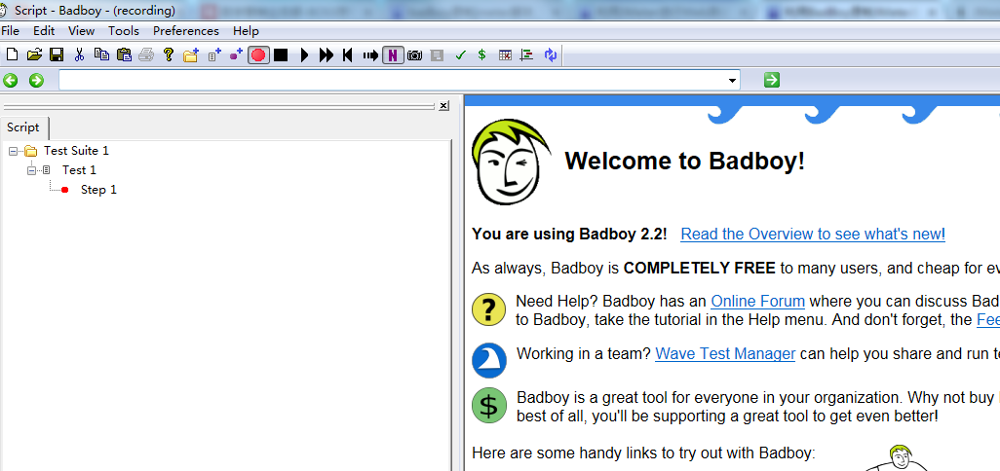 Script - Badboy - (recording)
File Edit View Tools Preferences Help
N $
Script
Test Suite 1
Test 1
Step 1
Welcome to Badboy!
You are using Badboy 2.2! Read the Overview to see what's new!
As always, Badboy is COMPLETELY FREE to many users, and cheap for
? Need Help? Badboy has an Online Forum where you can discuss
to Badboy, take the tutorial in the Help menu. And don't forget, the
Working in a team? Wave Test Manager can help you share and run
$ Badboy is a great tool for everyone in your organization. Why not buy
best of all, you'll be supporting a great tool to get even better!
Here are some handy links to try out with Badboy: